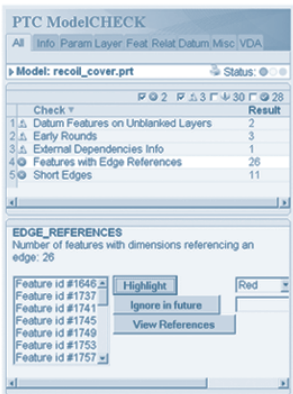 PTC ModelCHECK
All Info Param Layer Feat Relat Datum Misc VDA
Model: recoil_cover.prt Status:
2 3 30 28
Check Result
1 Datum Features on Unblanked Layers 2
2 Early Rounds 3
3 External Dependencies Info 1
4 Features with Edge References 26
5 Short Edges 11
EDGE_REFERENCES
Number of features with dimensions referencing an
edge: 26
Feature id #1646 Highlight Red
Feature id #1737
Feature id #1741 Ignore in future
Feature id #1745 View References
Feature id #1749
Feature id #1753
Feature id #1757